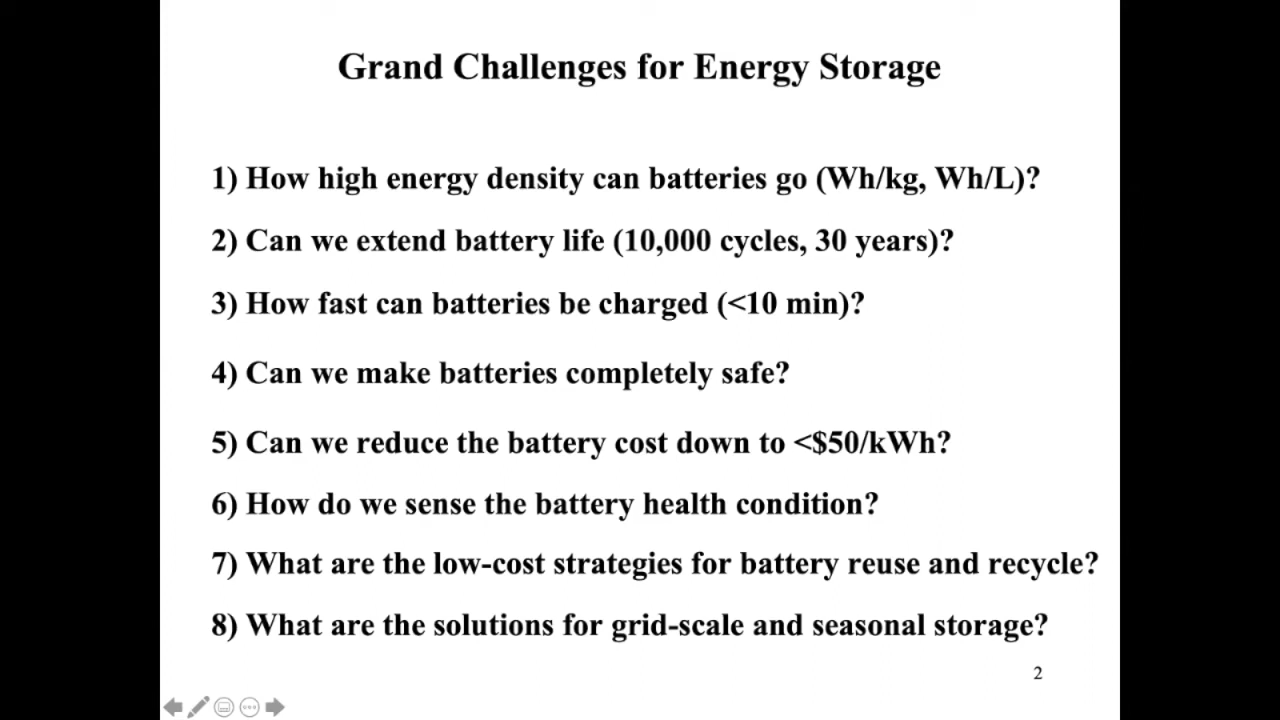 Grand Challenges for Energy Storage
1) How high energy density can batteries go (Wh/kg, Wh/L)?
2) Can we extend battery life (10,000 cycles, 30 years)?
3) How fast can batteries be charged (<10 min)?
4) Can we make batteries completely safe?
5) Can we reduce the battery cost down to <$50/kWh?
6) How do we sense the battery health condition?
7) What are the low-cost strategies for battery reuse and recycle?
8) What are the solutions for grid-scale and seasonal storage?
2